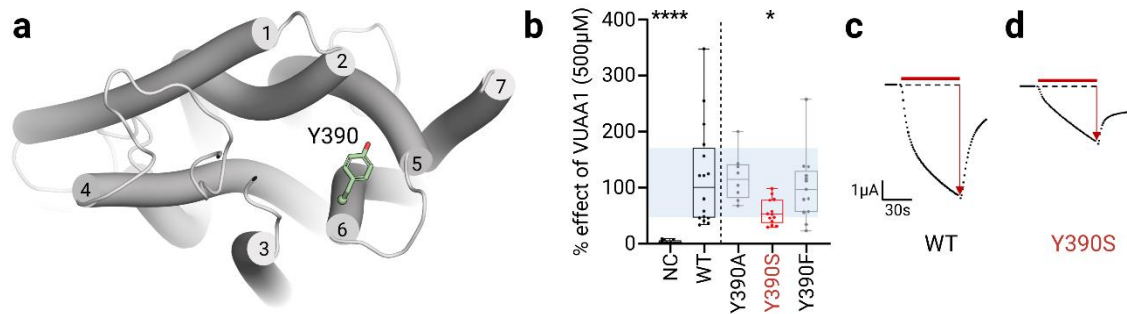 a
1
2
7
Y390
5
4
6
3
b
% effect of VUAA1 (500µM)
400
300
200
100
0
****
*
NC
WT
Y390A
Y390S
Y390F
c
1µA
30s
WT
d
Y390S